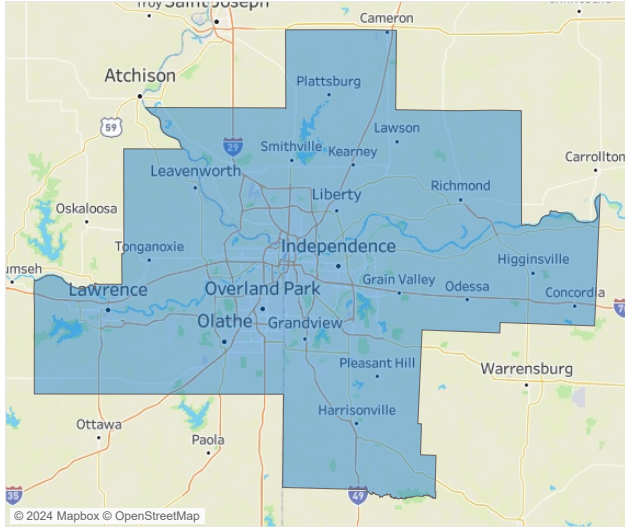 Cameron
Atchison
Plattsburg
59
Lawson
29
Smithville
Kearney
Carrollton
Leavenworth
Richmond
Liberty
Oskaloosa
Tonganoxie
Independence
Higginsville
umseh
Grain Valley
Lawrence
Overland Park
Odessa
Concordia
Olathe
Grandview
Pleasant Hill
Warrensburg
Harrisonville
Ottawa
Paola
35
49
© 2024 Mapbox © OpenStreetMap